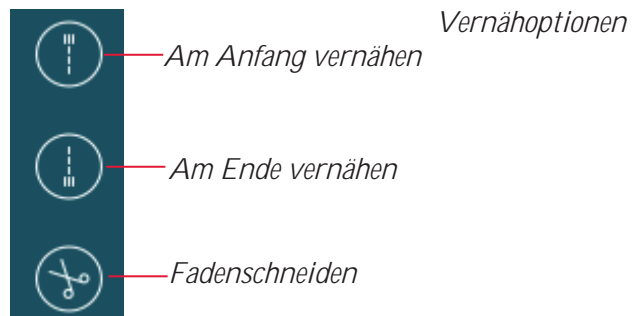 Vernähoptionen
Am Anfang vernähen
Am Ende vernähen
Fadenschneiden